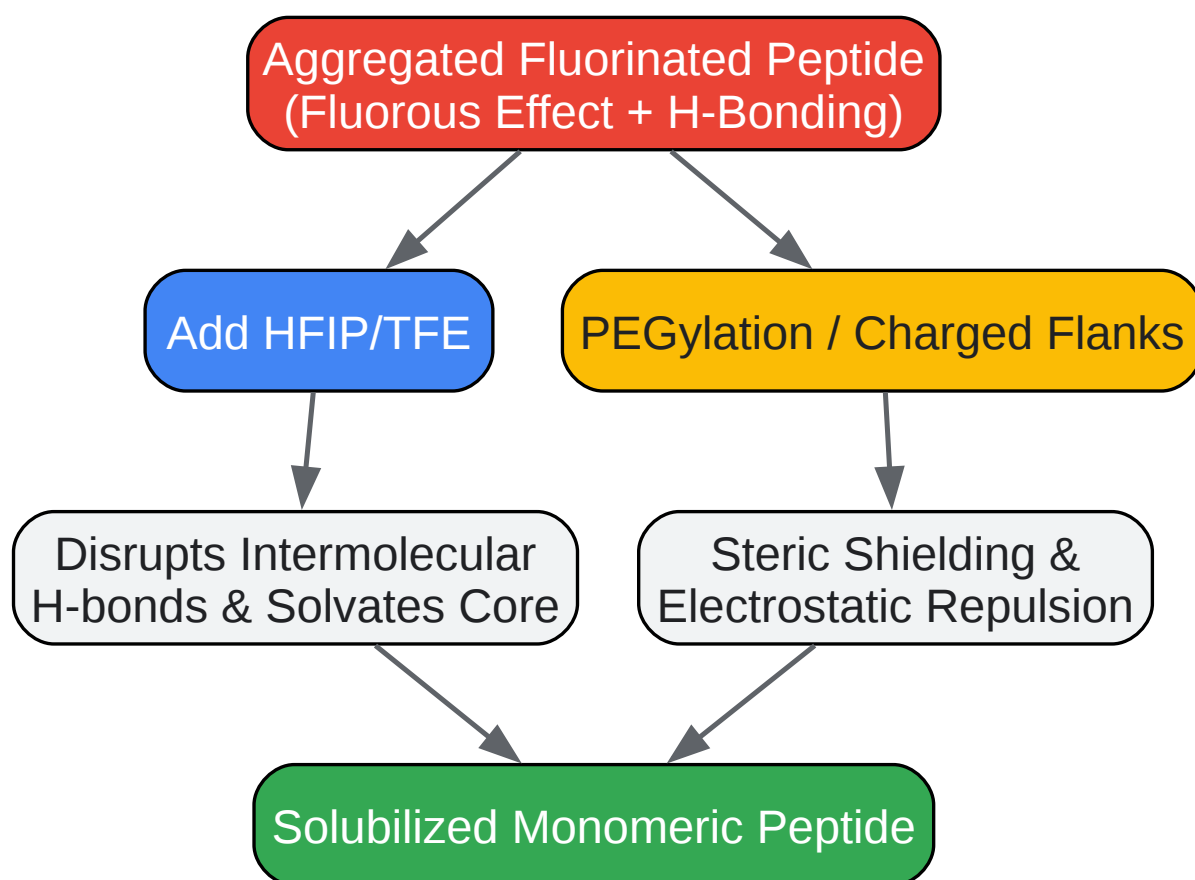 Aggregated Fluorinated Peptide
(Fluorous Effect + H-Bonding)
Add HFIP/TFE
PEGylation / Charged Flanks
Disrupts Intermolecular
H-bonds & Solvates Core
Steric Shielding &
Electrostatic Repulsion
Solubilized Monomeric Peptide